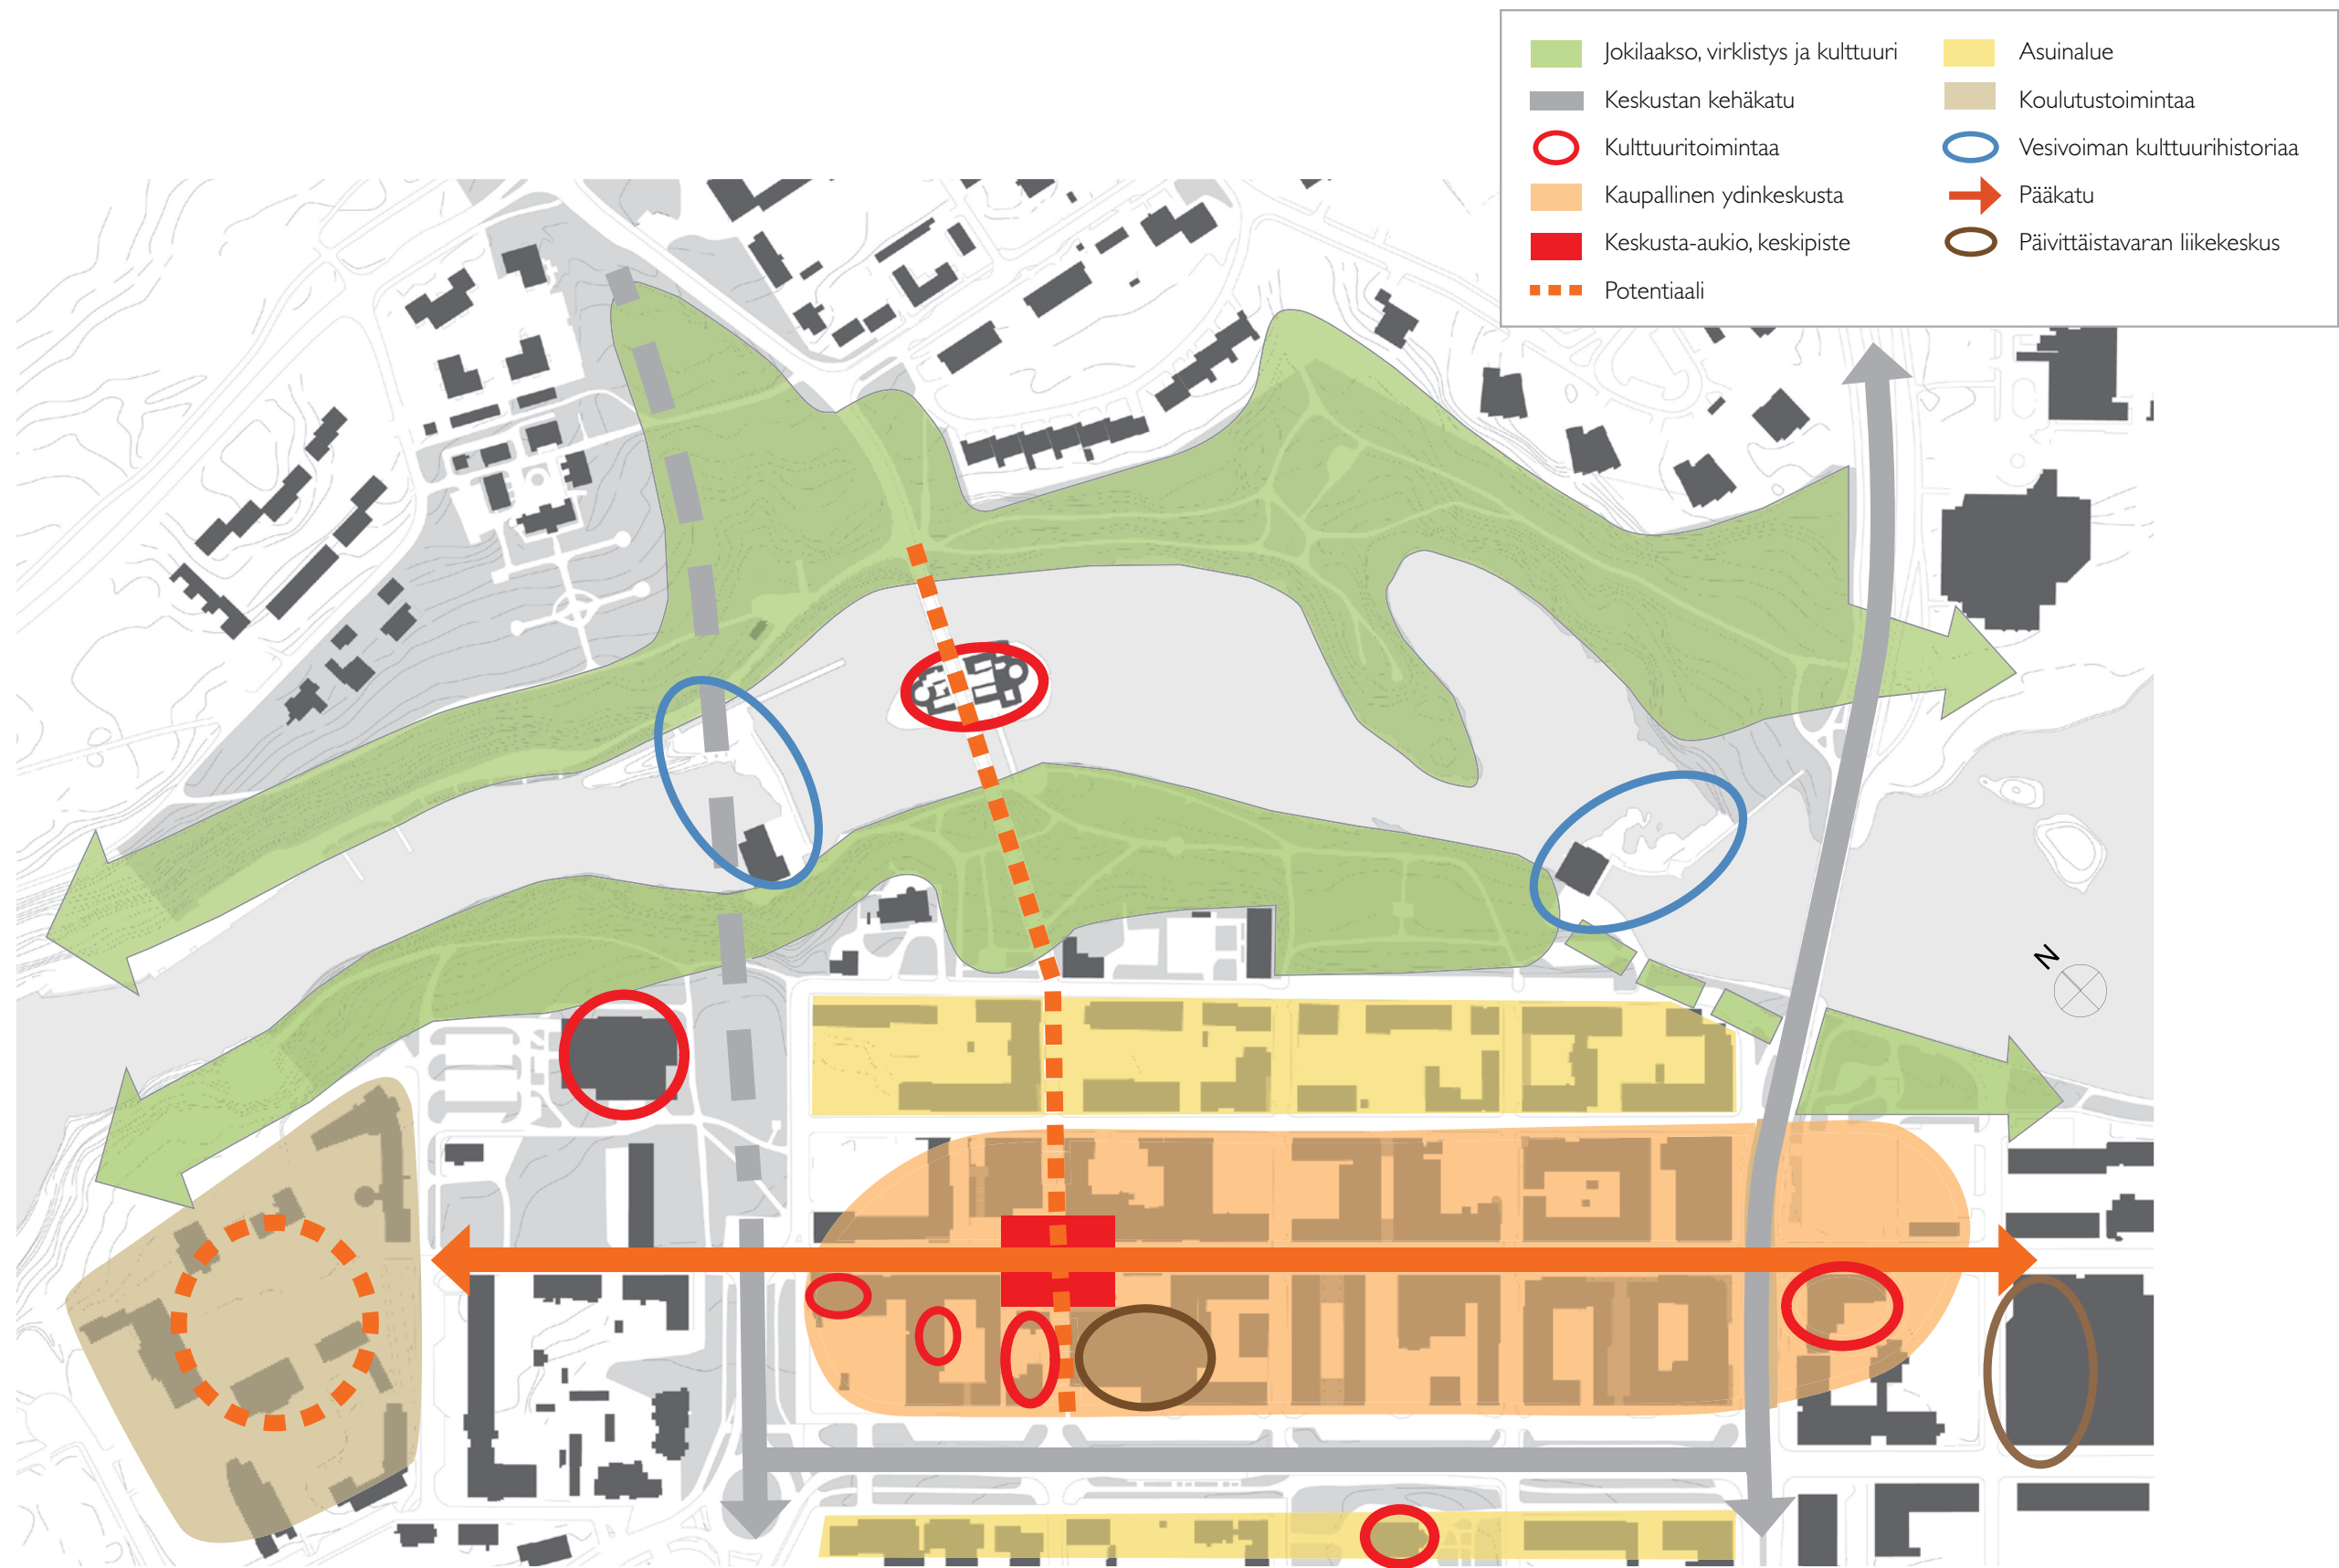 Jokilaakso, virklistys ja kulttuuri
Keskustan kehäkatu
Kulttuuritoimintaa
Kaupallinen ydinkeskusta
Keskusta-aukio, keskipiste
Potentiaali
Asuinalue
Koulutustoimintaa
Vesivoiman kulttuurihistoriaa
Pääkatu
Päivittäistavaran liikekeskus
N